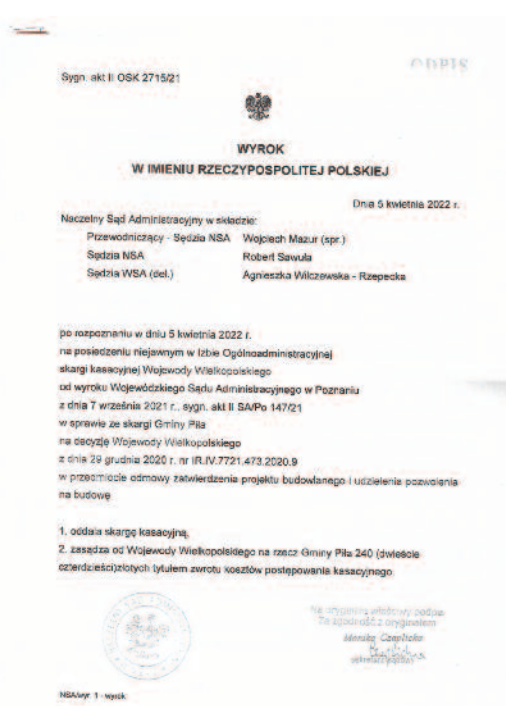 ODPIS
Sygn. akt II OSK 2715/21
WYROK
W IMIENIU RZECZYPOSPOLITEJ POLSKIEJ
Dnia 5 kwietnia 2022 r.
Naczelny Sąd Administracyjny w składzie:
Przewodniczący - Sędzia NSA Wojciech Mazur (spr.)
Sędzia NSA Robert Sawuła
Sędzia WSA (del.) Agnieszka Wilczewska - Rzepecka
po rozpoznaniu w dniu 5 kwietnia 2022 r.
na posiedzeniu niejawnym w Izbie Ogólnoadministracyjnej
skargi kasacyjnej Wojewody Wielkopolskiego
od wyroku Wojewódzkiego Sądu Administracyjnego w Poznaniu
z dnia 7 września 2021 r., sygn. akt II SA/Po 147/21
w sprawie ze skargi Gminy Piła
na decyzję Wojewody Wielkopolskiego
z dnia 29 grudnia 2020 r. nr IR.IV.7721.473.2020.9
w przedmiocie odmowy zatwierdzenia projektu budowlanego i udzielenia pozwolenia
na budowę
1. oddala skargę kasacyjną,
2. zasądza od Wojewody Wielkopolskiego na rzecz Gminy Piła 240 (dwieście
czterdzieści)złotych tytułem zwrotu kosztów postępowania kasacyjnego.
Na oryginale właściwy podpis
Za zgodność z oryginałem
Monika Czaplicka
NSA/wyr. 1 - wyrok